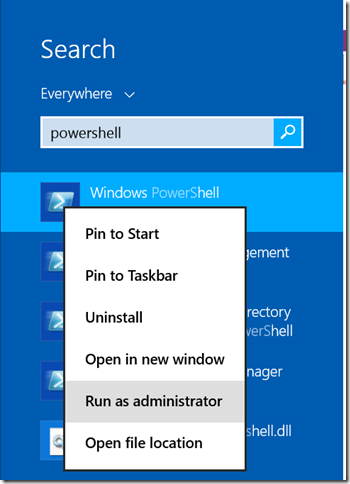 Search
Everywhere
powershell
Windows PowerShell
Pin to Start
Pin to Taskbar
Uninstall
Open in new window
Run as administrator
Open file location
gement
rectory
werShell
nager
shell.dll